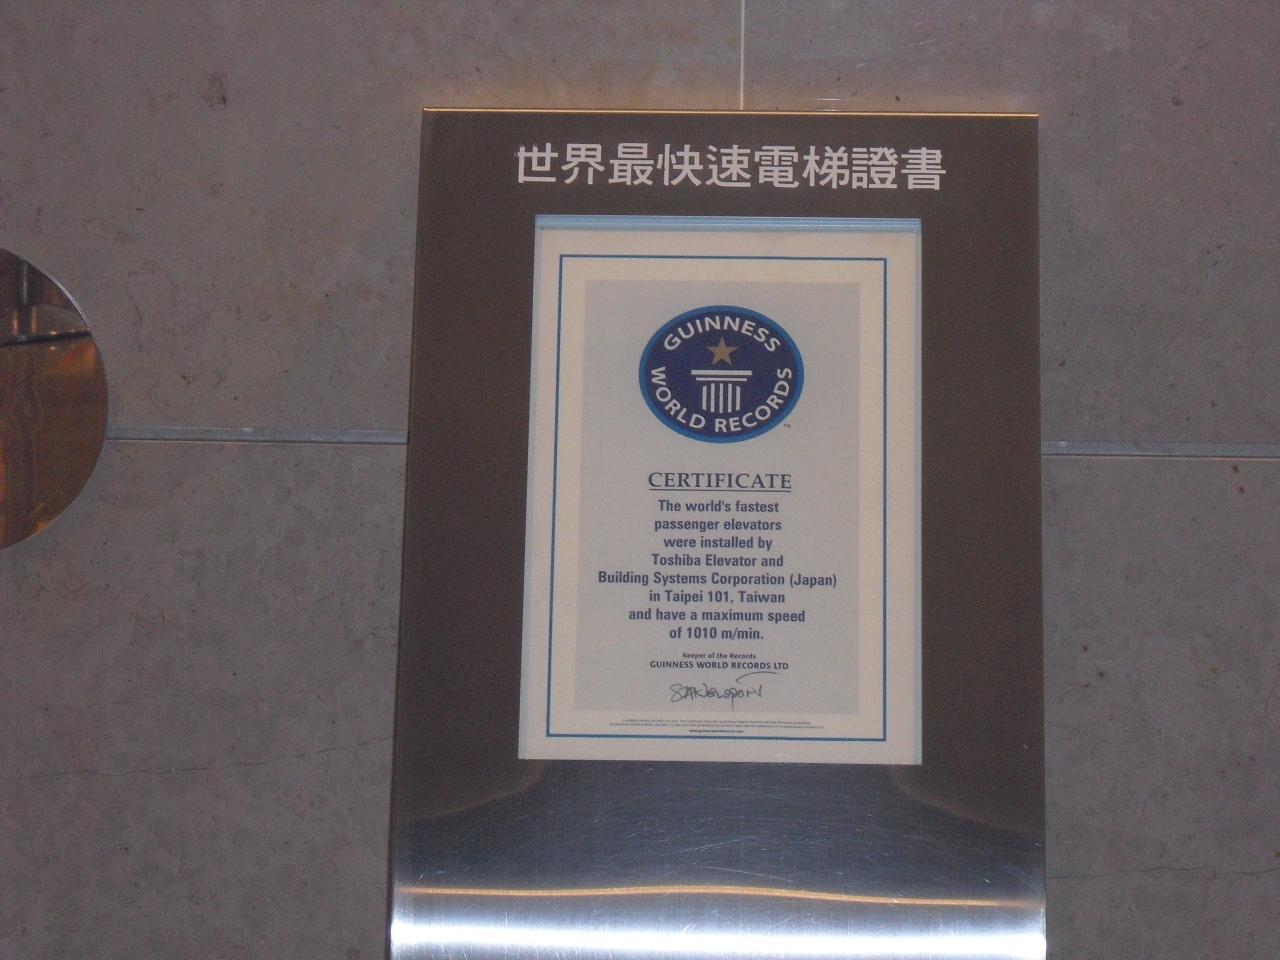 世界最快速電梯證書
GUINNESS
WORLD RECORDS
™
CERTIFICATE
The world's fastest
passenger elevators
were installed by
Toshiba Elevator and
Building Systems Corporation (Japan)
in Taipei 101, Taiwan
and have a maximum speed
of 1010 m/min.
Keeper of the Records
GUINNESS WORLD RECORDS LTD